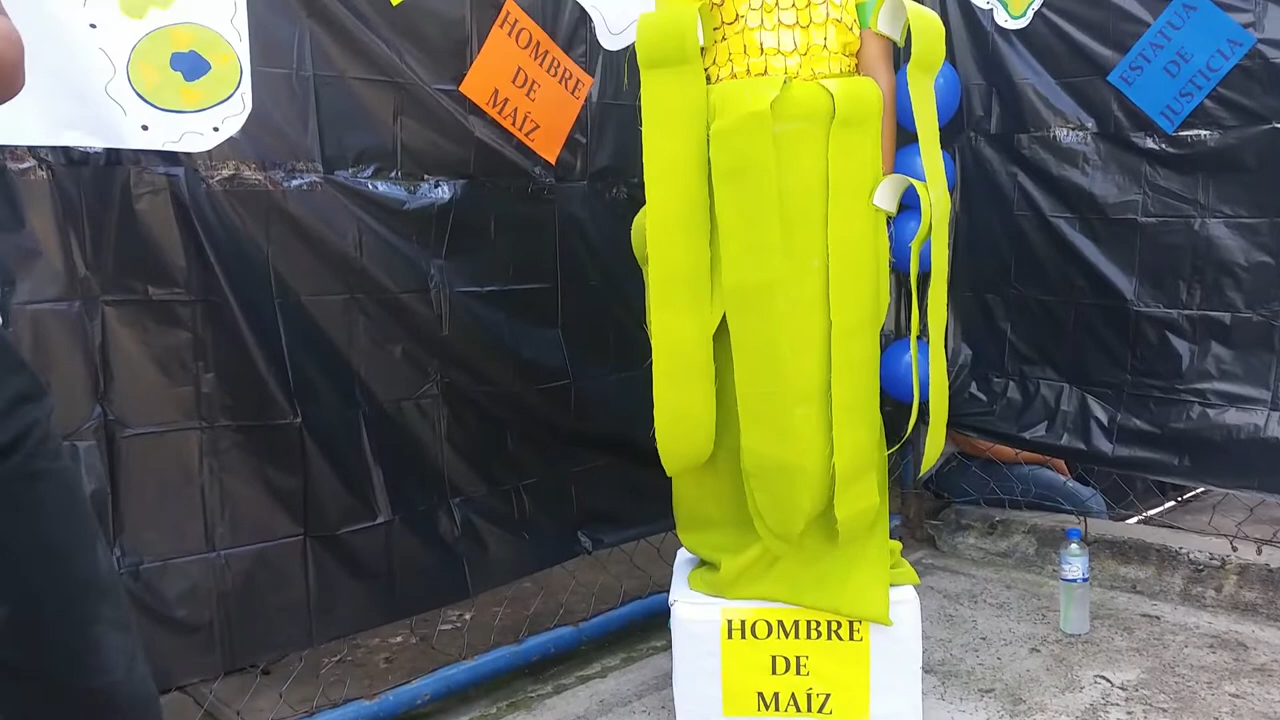 HOMBRE
DE
MAÍZ
ESTATUA
DE
JUSTICIA
HOMBRE
DE
MAÍZ